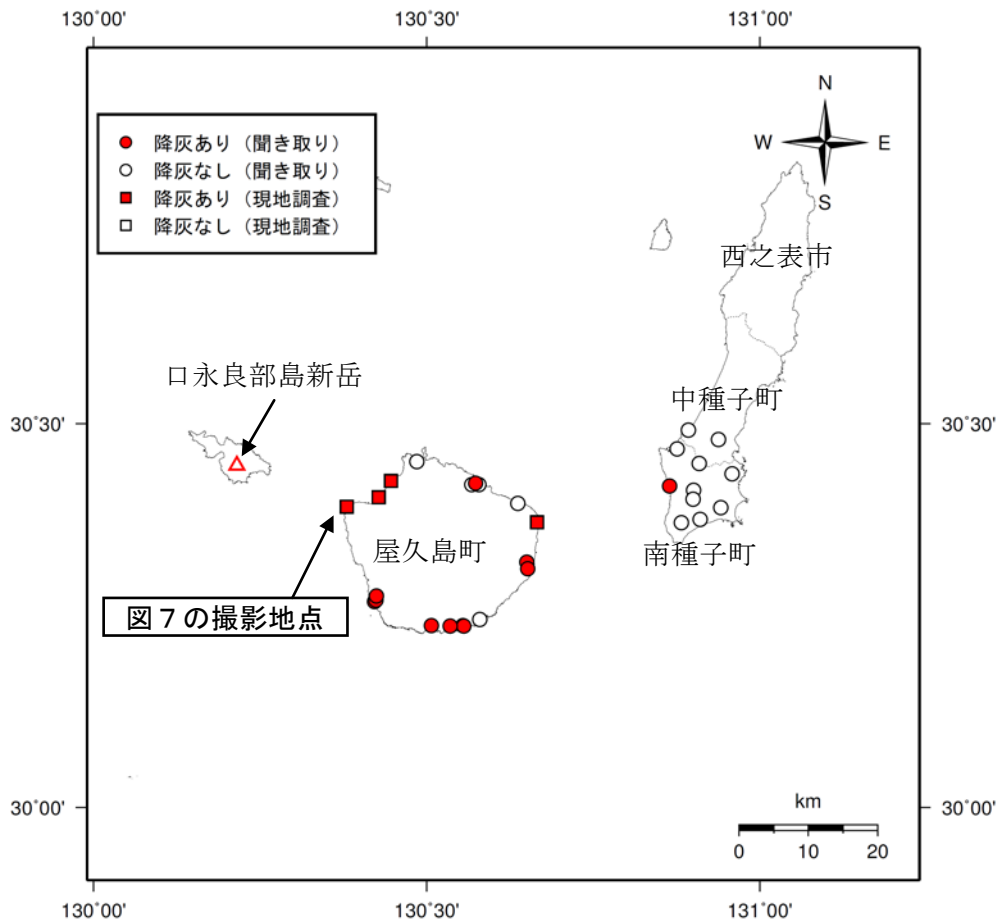 130°00'
130°30'
131°00'
N
W
E
S
降灰あり（聞き取り）
降灰なし（聞き取り）
降灰あり（現地調査）
降灰なし（現地調査）
西之表市
口永良部島新岳
中種子町
30°30'
30°30'
屋久島町
南種子町
図７の撮影地点
30°00'
30°00'
km
0
10
20
130°00'
130°30'
131°00'